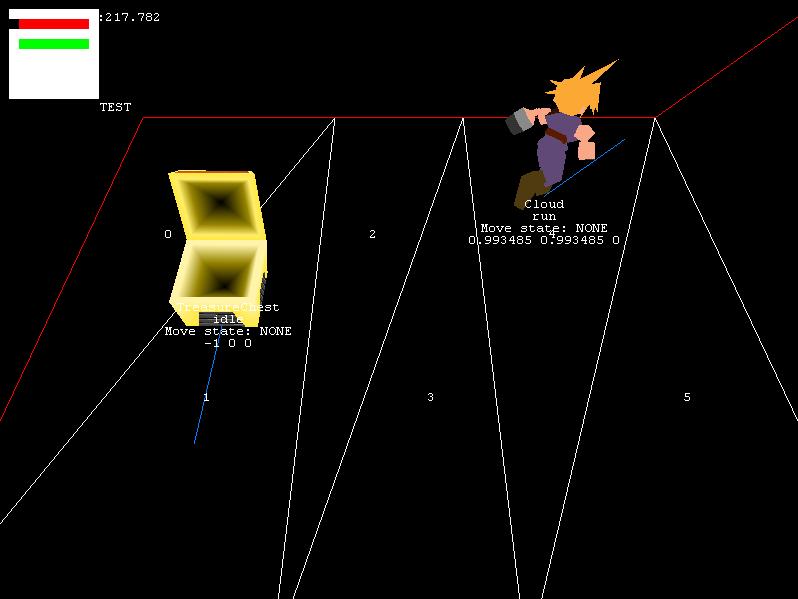 :217.782
TEST
Cloud
run
Move state: NONE
0.993485 0.993485 0
0
2
4
TreasureChest
idle
Move state: NONE
-1 0 0
1
3
5